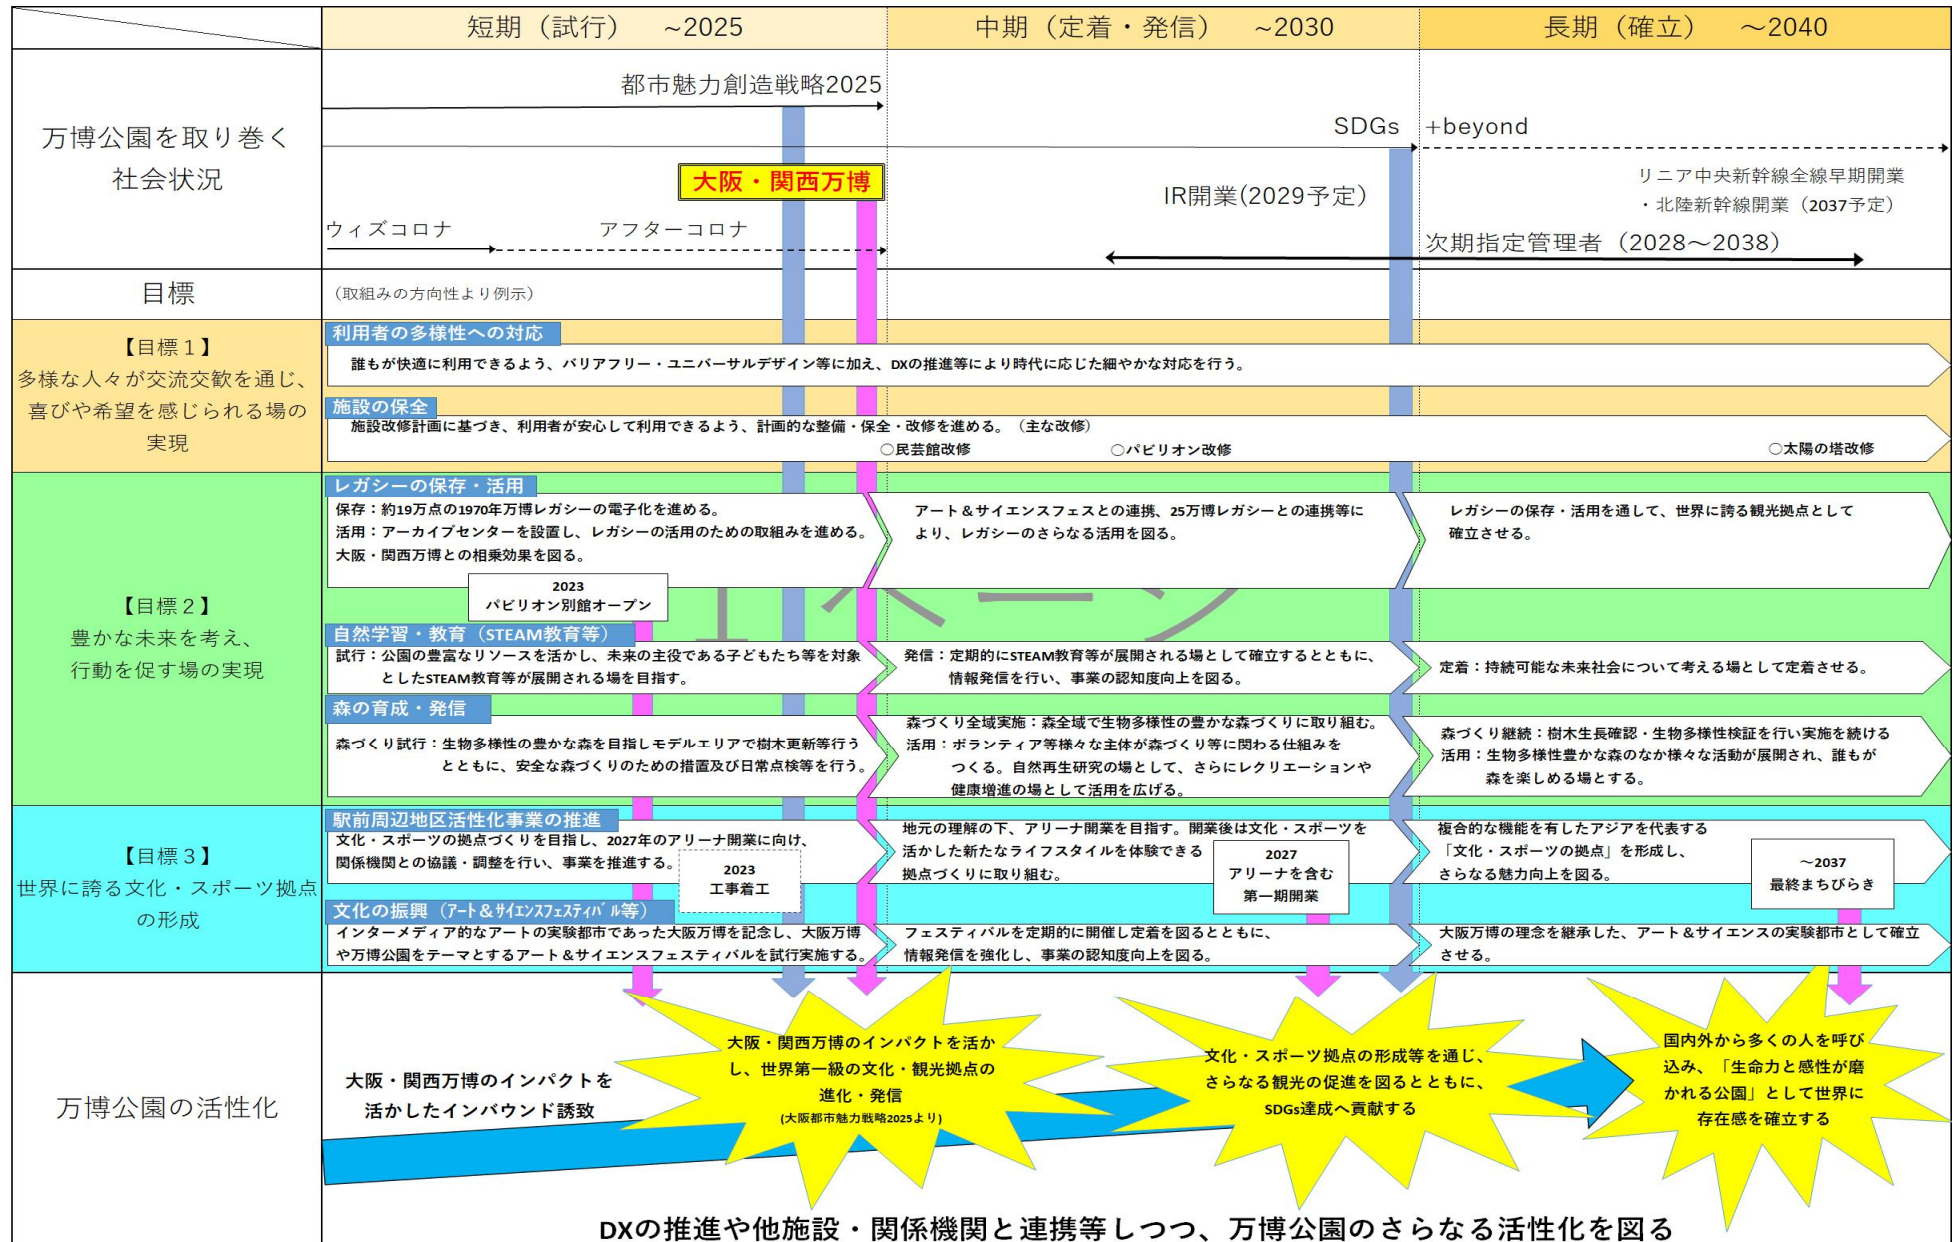 短期（試行）　~2025
中期（定着・発信）　~2030
長期（確立）　～2040
万博公園を取り巻く
社会状況
都市魅力創造戦略2025
SDGs
+beyond
大阪・関西万博
IR開業(2029予定)
リニア中央新幹線全線早期開業
・北陸新幹線開業（2037予定）
ウィズコロナ
アフターコロナ
次期指定管理者（2028～2038）
目標
（取組みの方向性より例示）
【目標１】
多様な人々が交流交歓を通じ、
喜びや希望を感じられる場の
実現
利用者の多様性への対応
誰もが快適に利用できるよう、バリアフリー・ユニバーサルデザイン等に加え、DXの推進等により時代に応じた細やかな対応を行う。
施設の保全
施設改修計画に基づき、利用者が安心して利用できるよう、計画的な整備・保全・改修を進める。（主な改修）
○民芸館改修
○パビリオン改修
○太陽の塔改修
【目標２】
豊かな未来を考え、
行動を促す場の実現
レガシーの保存・活用
保存：約19万点の1970年万博レガシーの電子化を進める。
活用：アーカイブセンターを設置し、レガシーの活用のための取組みを進める。
大阪・関西万博との相乗効果を図る。
アート＆サイエンスフェスとの連携、25万博レガシーとの連携等に
より、レガシーのさらなる活用を図る。
レガシーの保存・活用を通して、世界に誇る観光拠点として
確立させる。
2023
パビリオン別館オープン
自然学習・教育（STEAM教育等）
試行：公園の豊富なリソースを活かし、未来の主役である子どもたち等を対象
としたSTEAM教育等が展開される場を目指す。
発信：定期的にSTEAM教育等が展開される場として確立するとともに、
情報発信を行い、事業の認知度向上を図る。
定着：持続可能な未来社会について考える場として定着させる。
森の育成・発信
森づくり試行：生物多様性の豊かな森を目指しモデルエリアで樹木更新等行う
とともに、安全な森づくりのための措置及び日常点検等を行う。
森づくり全域実施：森全域で生物多様性の豊かな森づくりに取り組む。
活用：ボランティア等様々な主体が森づくり等に関わる仕組みを
つくる。自然再生研究の場として、さらにレクリエーションや
健康増進の場として活用を広げる。
森づくり継続：樹木生長確認・生物多様性検証を行い実施を続ける
活用：生物多様性豊かな森のなか様々な活動が展開され、誰もが
森を楽しめる場とする。
【目標３】
世界に誇る文化・スポーツ拠点
の形成
駅前周辺地区活性化事業の推進
文化・スポーツの拠点づくりを目指し、2027年のアリーナ開業に向け、
関係機関との協議・調整を行い、事業を推進する。
2023
工事着工
地元の理解の下、アリーナ開業を目指す。開業後は文化・スポーツを
活かした新たなライフスタイルを体験できる
拠点づくりに取り組む。
2027
アリーナを含む
第一期開業
複合的な機能を有したアジアを代表する
「文化・スポーツの拠点」を形成し、
さらなる魅力向上を図る。
～2037
最終まちびらき
文化の振興（アート＆サイエンスフェスティバル等）
インターメディア的なアートの実験都市であった大阪万博を記念し、大阪万博
や万博公園をテーマとするアート＆サイエンスフェスティバルを試行実施する。
フェスティバルを定期的に開催し定着を図るとともに、
情報発信を強化し、事業の認知度向上を図る。
大阪万博の理念を継承した、アート＆サイエンスの実験都市として確立
させる。
万博公園の活性化
大阪・関西万博のインパクトを
活かしたインバウンド誘致
大阪・関西万博のインパクトを活か
し、世界第一級の文化・観光拠点の
進化・発信
(大阪都市魅力戦略2025より)
文化・スポーツ拠点の形成等を通じ、
さらなる観光の促進を図るとともに、
SDGs達成へ貢献する
国内外から多くの人を呼び
込み、「生命力と感性が磨
かれる公園」として世界に
存在感を確立する
DXの推進や他施設・関係機関と連携等しつつ、万博公園のさらなる活性化を図る